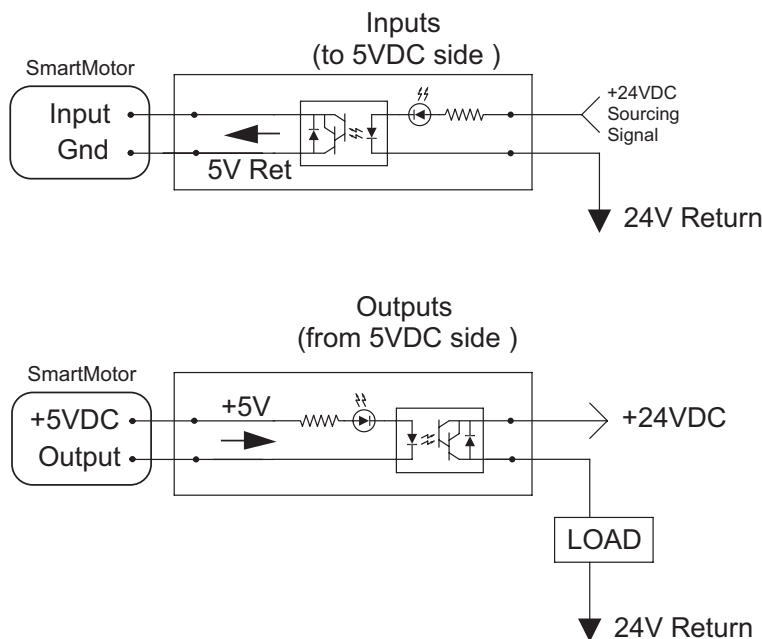 Inputs
(to 5VDC side )
SmartMotor
Input
Gnd
5V Ret
+24VDC
Sourcing
Signal
24V Return
Outputs
(from 5VDC side )
SmartMotor
+5VDC
Output
+5V
+24VDC
LOAD
24V Return